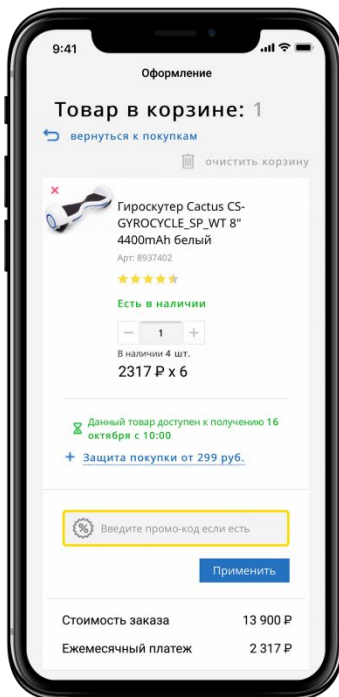 9:41
Оформление
Товар в корзине: 1
вернуться к покупкам
очистить корзину
Гироскутер Cactus CS-
GYROCYCLE_SP_WT 8"
4400mAh белый
Арт: 8937402
Есть в наличии
1
В наличии 4 шт.
2317 ₽ x 6
Данный товар доступен к получению 16
октября с 10:00
+ Защита покупки от 299 руб.
% Введите промо-код если есть
Применить
Стоимость заказа 13 900 ₽
Ежемесячный платеж 2 317 ₽